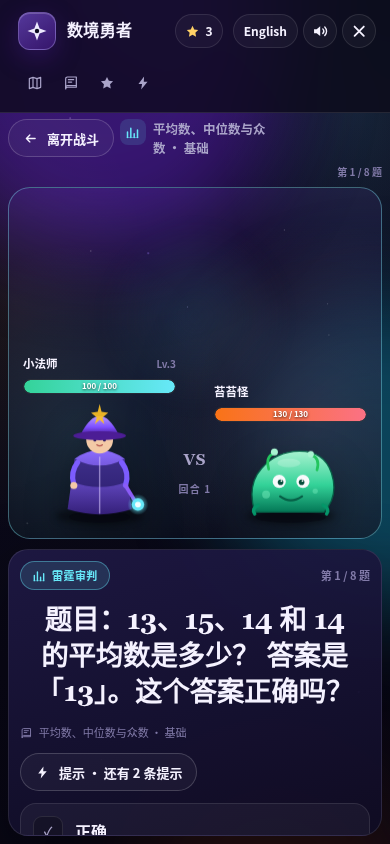 数境勇者
3
English
离开战斗
平均数、中位数与众
数 · 基础
第 1 / 8 题
小法师
Lv.3
100 / 100
苔苔怪
130 / 130
VS
回合 1
雷霆审判
第 1 / 8 题
题目：13、15、14 和 14
的平均数是多少？ 答案是
「13」。这个答案正确吗？
平均数、中位数与众数 · 基础
提示 · 还有 2 条提示
正确